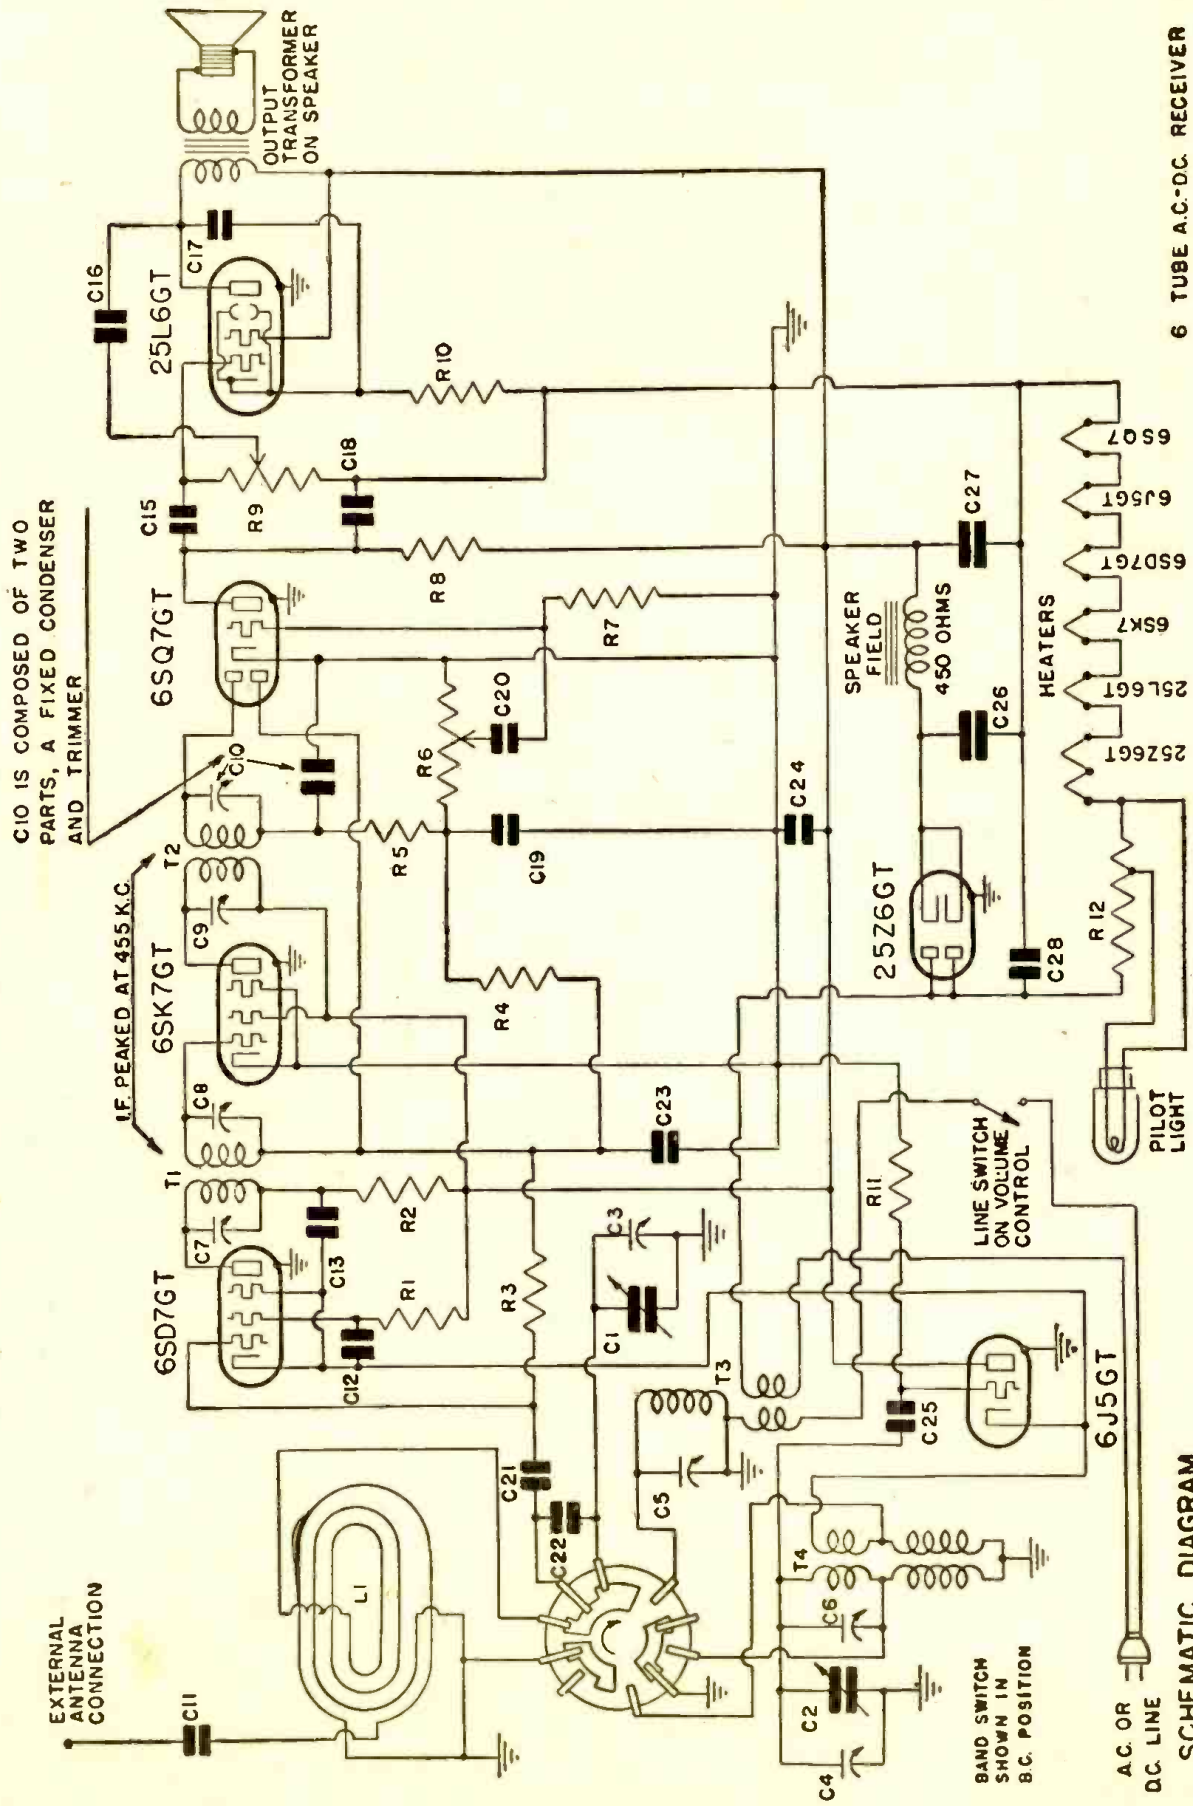 EXTERNAL
ANTENNA
CONNECTION
C11
L1
C21
C22
6SD7GT
C7
T1
C12
C13
R1
R2
R3
C1
C3
I.F. PEAKED AT 455 K.C.
C8
6SK7GT
C9
T2
C10 IS COMPOSED OF TWO
PARTS, A FIXED CONDENSER
AND TRIMMER
C10
6SQ7GT
R5
R6
C19
C20
R4
C23
C24
R7
R8
C15
R9
C18
C16
25L6GT
C17
R10
OUTPUT
TRANSFORMER
ON SPEAKER
C5
T3
C25
R11
6J5GT
T4
C6
C2
C4
BAND SWITCH
SHOWN IN
B.C. POSITION
A.C. OR
D.C. LINE
LINE SWITCH
ON VOLUME
CONTROL
25Z6GT
C28
R12
PILOT
LIGHT
SPEAKER
FIELD
450 OHMS
C26
C27
HEATERS
25Z6GT
25L6GT
6SK7
6SD7GT
6J5GT
6SQ7
SCHEMATIC DIAGRAM
6 TUBE A.C.-D.C. RECEIVER